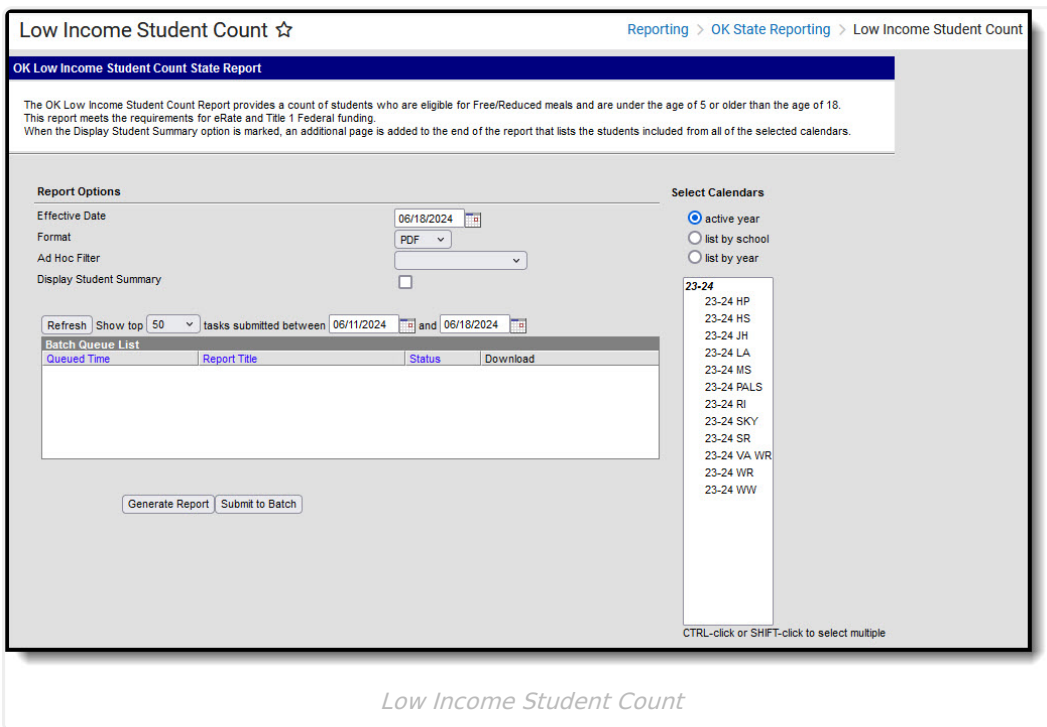 Low Income Student Count ☆
Reporting > OK State Reporting > Low Income Student Count
OK Low Income Student Count State Report
The OK Low Income Student Count Report provides a count of students who are eligible for Free/Reduced meals and are under the age of 5 or older than the age of 18.
This report meets the requirements for eRate and Title 1 Federal funding.
When the Display Student Summary option is marked, an additional page is added to the end of the report that lists the students included from all of the selected calendars.
Report Options
Effective Date 06/18/2024
Format PDF
Ad Hoc Filter
Display Student Summary
Refresh Show top 50 tasks submitted between 06/11/2024 and 06/18/2024
Batch Queue List
Queued Time Report Title Status Download
Generate Report Submit to Batch
Select Calendars
active year
list by school
list by year
23-24
23-24 HP
23-24 HS
23-24 JH
23-24 LA
23-24 MS
23-24 PALS
23-24 RI
23-24 SKY
23-24 SR
23-24 VA WR
23-24 WR
23-24 WW
CTRL-click or SHIFT-click to select multiple
Low Income Student Count